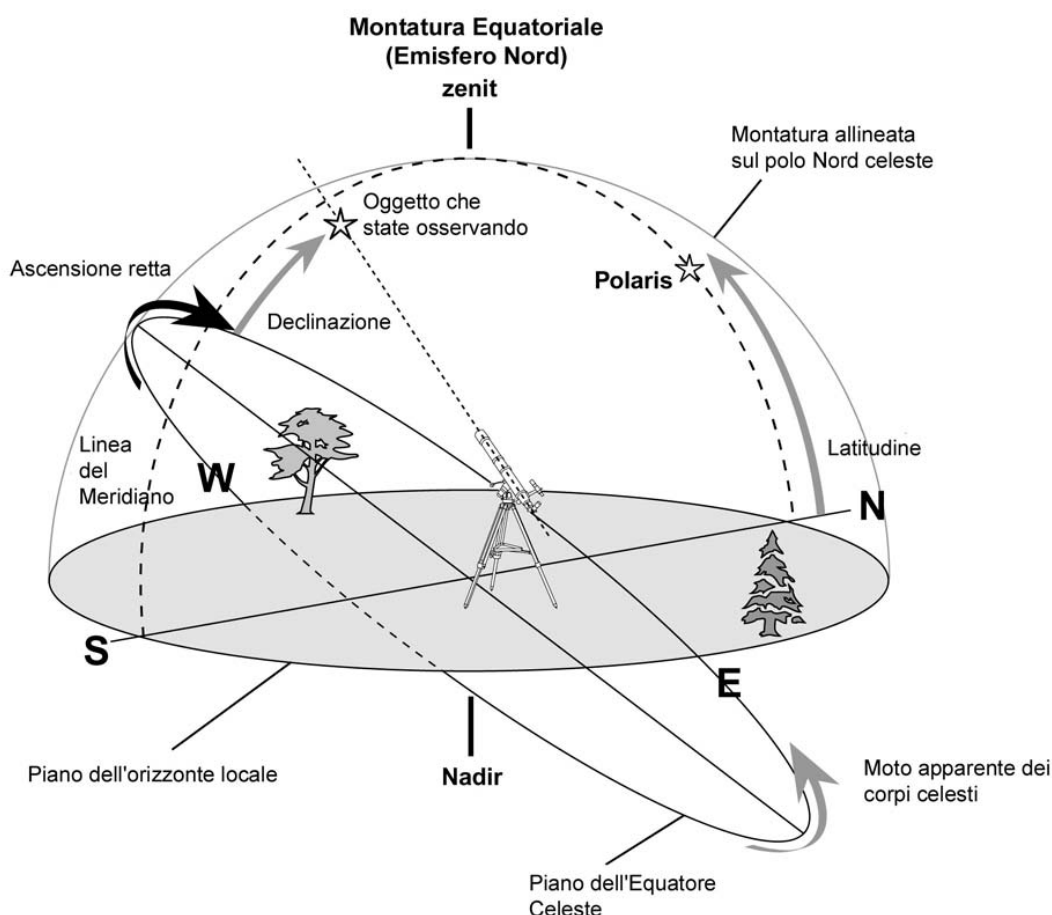 Montatura Equatoriale
(Emisfero Nord)
zenit
Montatura allineata
sul polo Nord celeste
Oggetto che
state osservando
Ascensione retta
Polaris
Declinazione
Linea
del
Meridiano
W
Latitudine
N
S
E
Piano dell'orizzonte locale
Nadir
Moto apparente dei
corpi celesti
Piano dell'Equatore
Celeste